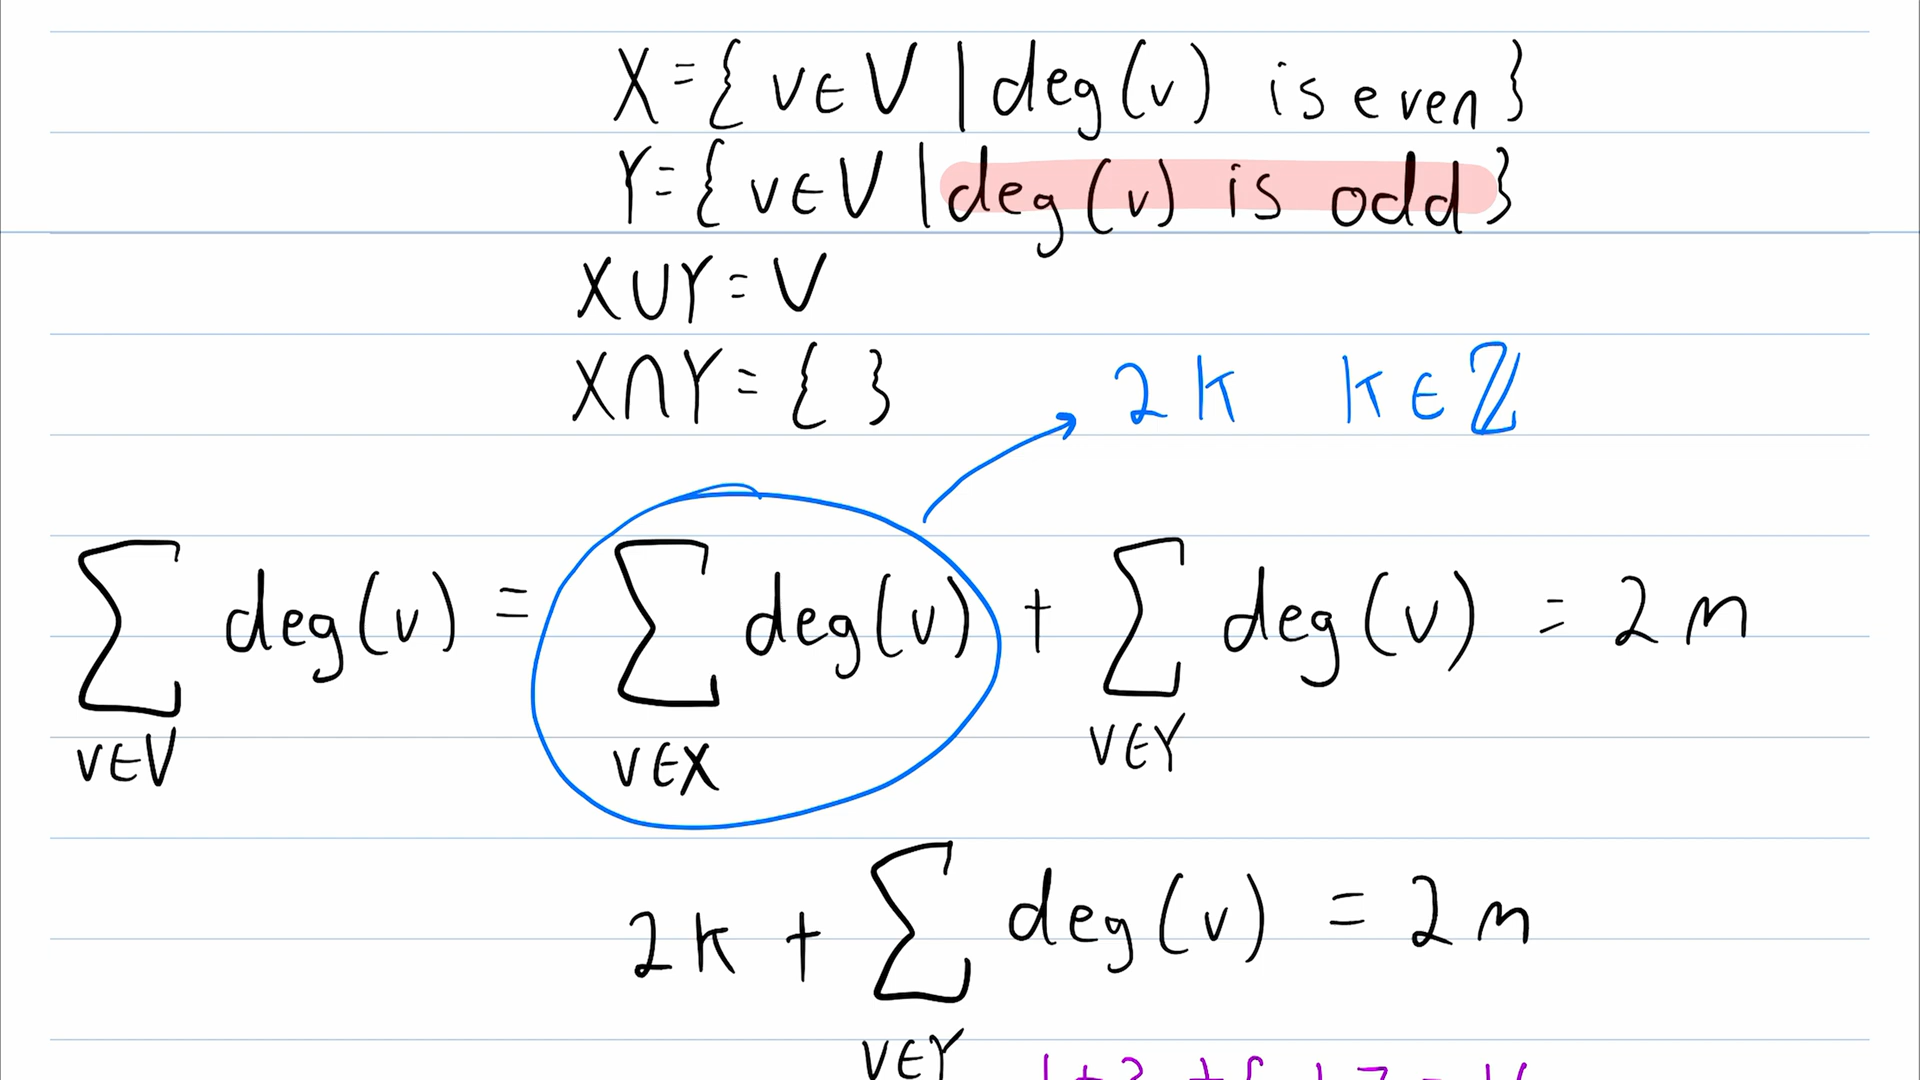 X = { v ∈ V | deg(v) is even }
Y = { v ∈ V | deg(v) is odd }
X ∪ Y = V
X ∩ Y = { }
2k k ∈ ℤ
∑ deg(v) = ∑ deg(v) + ∑ deg(v) = 2m
v∈V v∈X v∈Y
2k + ∑ deg(v) = 2m
v∈Y